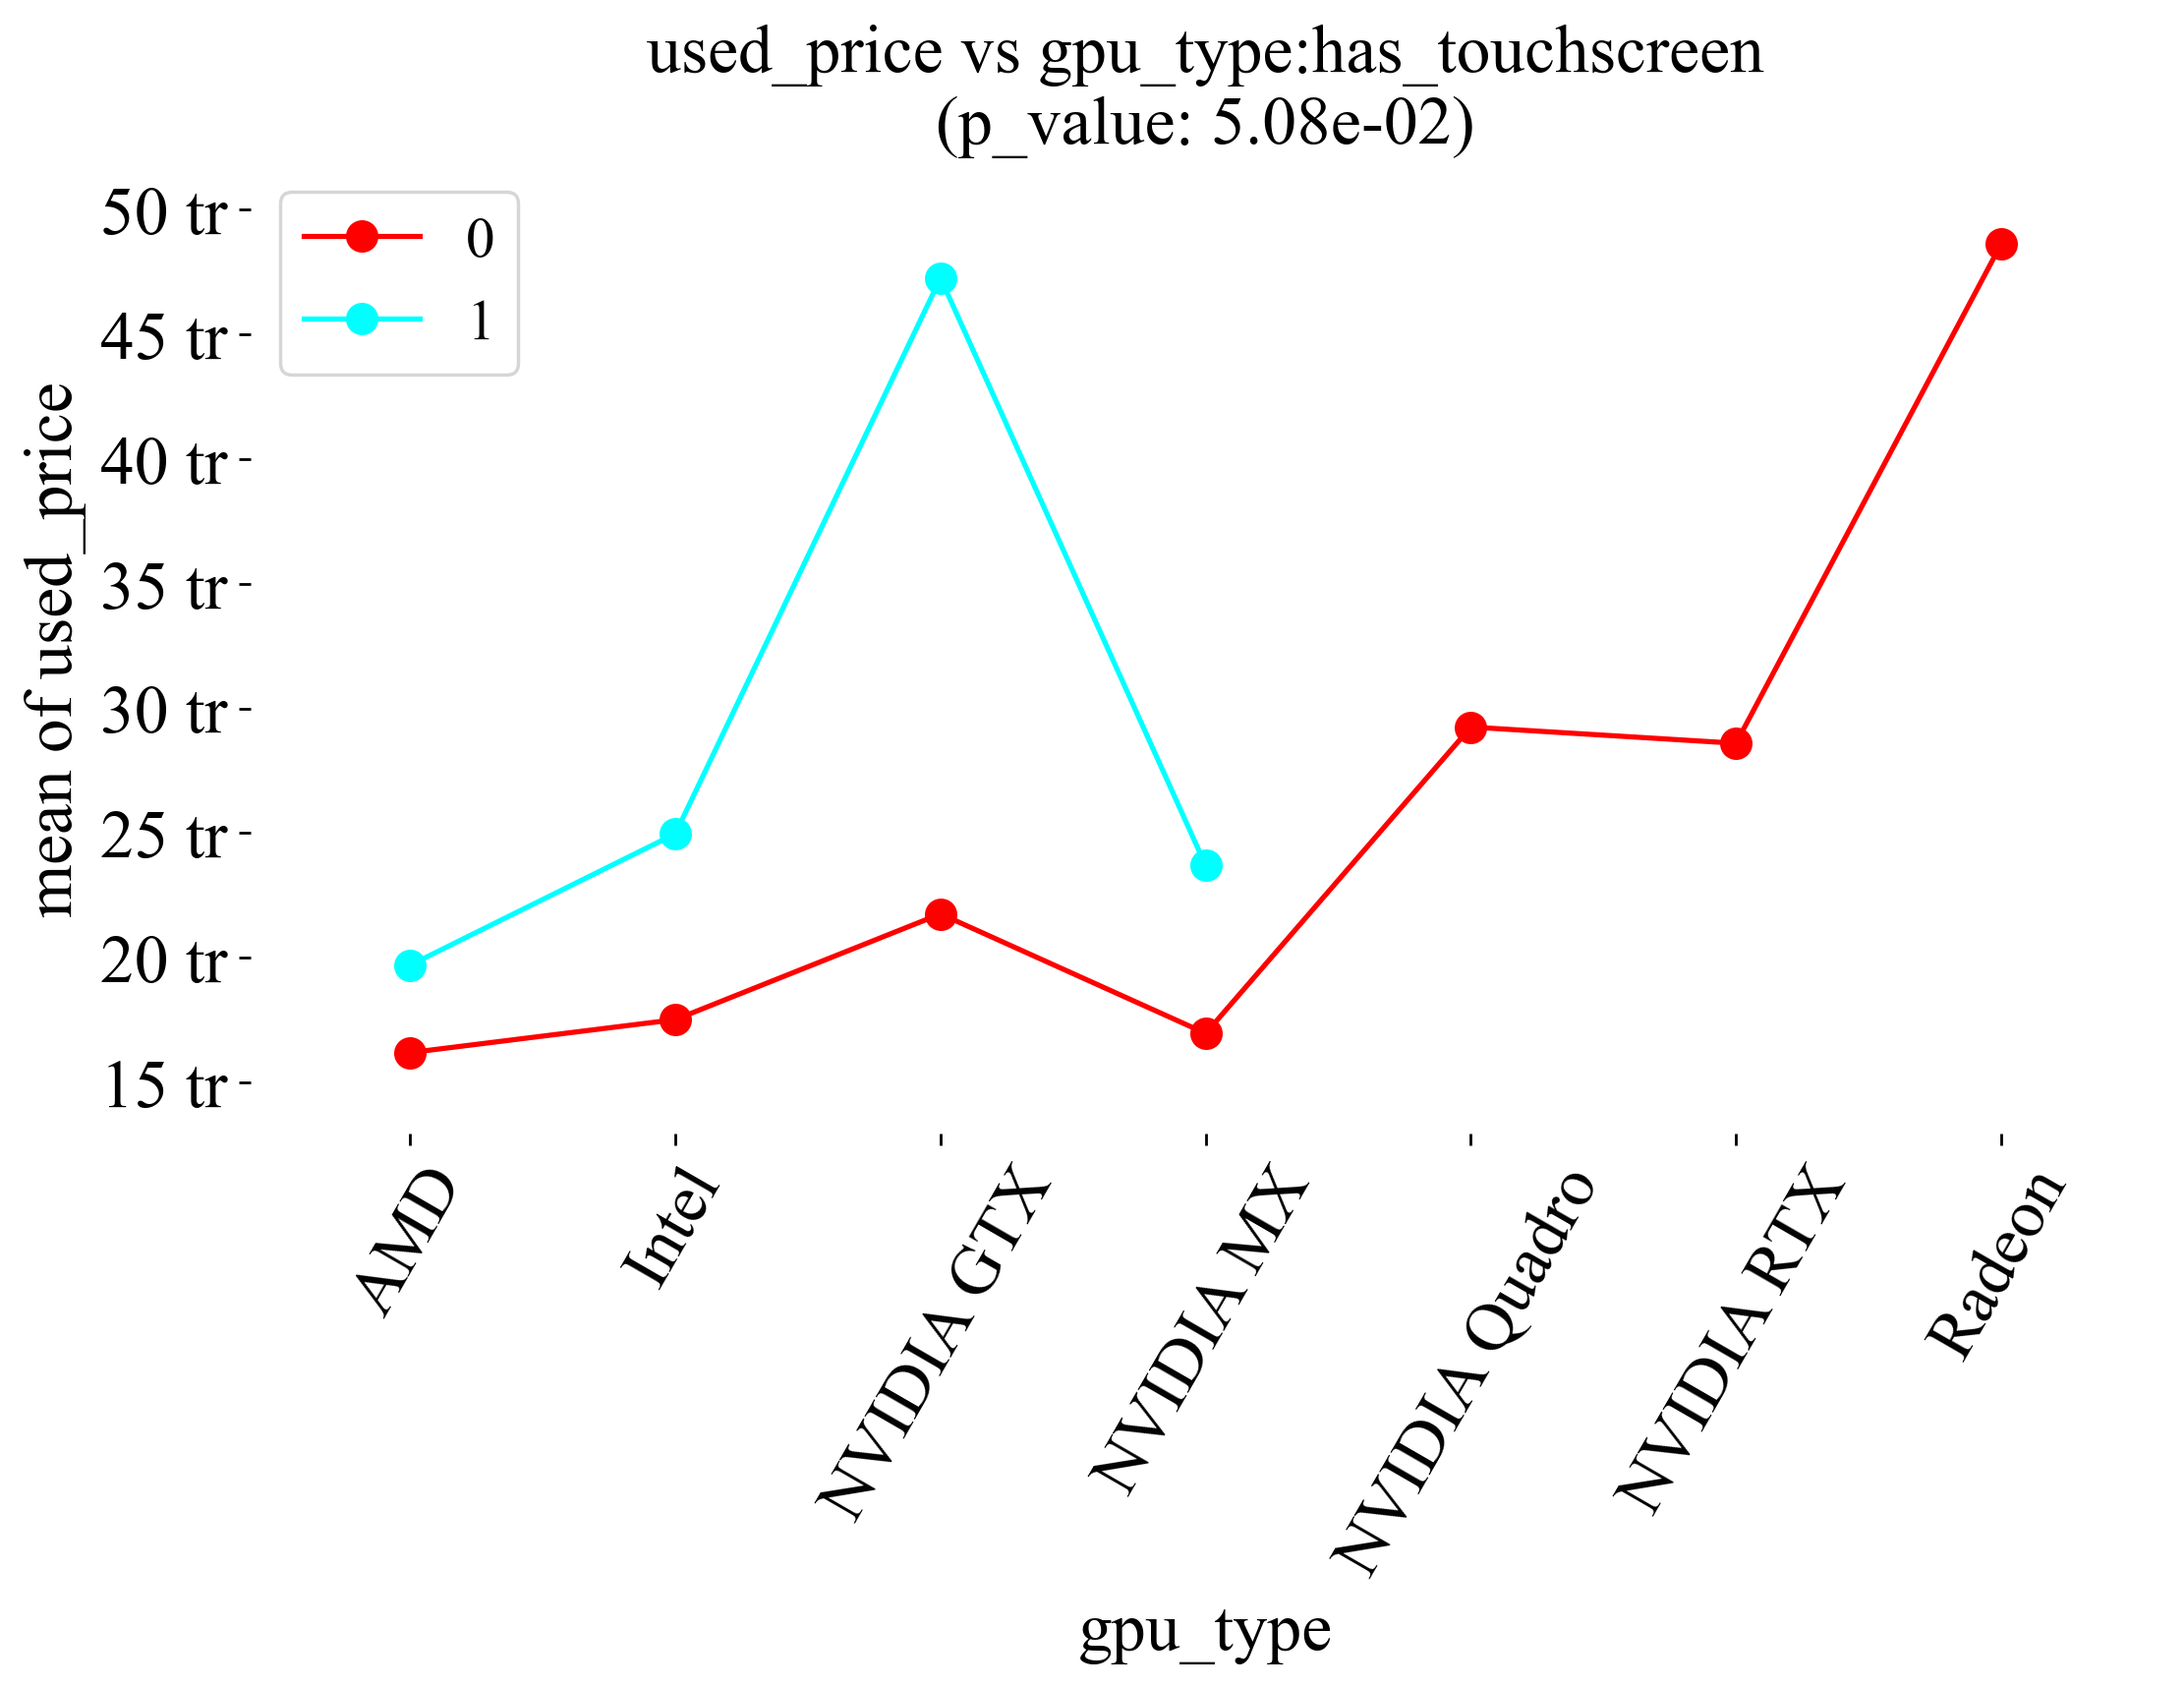 used_price vs gpu_type:has_touchscreen
(p_value: 5.08e-02)
0
1
mean of used_price
50 tr
45 tr
40 tr
35 tr
30 tr
25 tr
20 tr
15 tr
AMD
Intel
NVIDIA GTX
NVIDIA MX
NVIDIA Quadro
NVIDIA RTX
Radeon
gpu_type